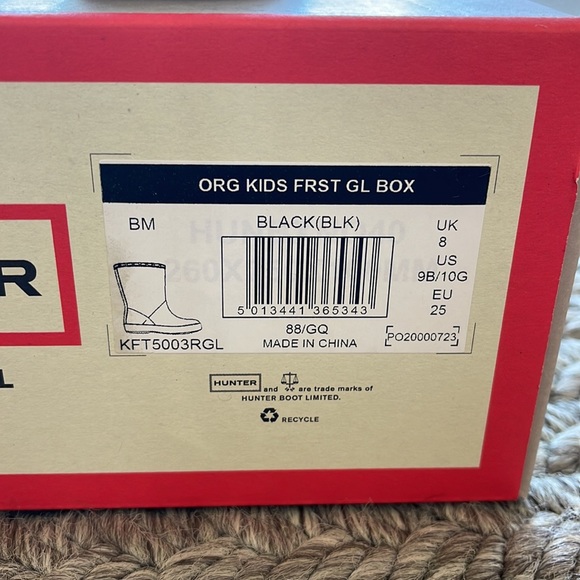 ORG KIDS FRST GL BOX
BM
BLACK(BLK)
UK
8
US
9B/10G
EU
25
5 013441 365343
88/GQ
MADE IN CHINA
KFT5003RGL
PO20000723
R
L
HUNTER and are trade marks of
HUNTER BOOT LIMITED.
RECYCLE